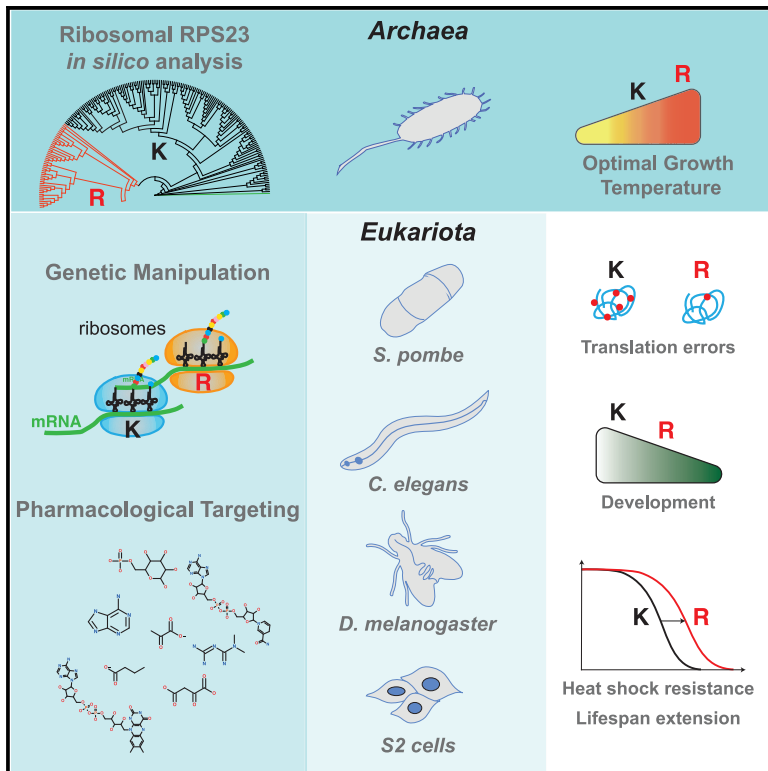 Ribosomal RPS23
in silico analysis
K
R
Archaea
K
R
Optimal Growth
Temperature
Genetic Manipulation
ribosomes
R
mRNA
mRNA
K
Pharmacological Targeting
Eukariota
S. pombe
C. elegans
D. melanogaster
S2 cells
K
R
Translation errors
K
R
Development
K
R
Heat shock resistance
Lifespan extension